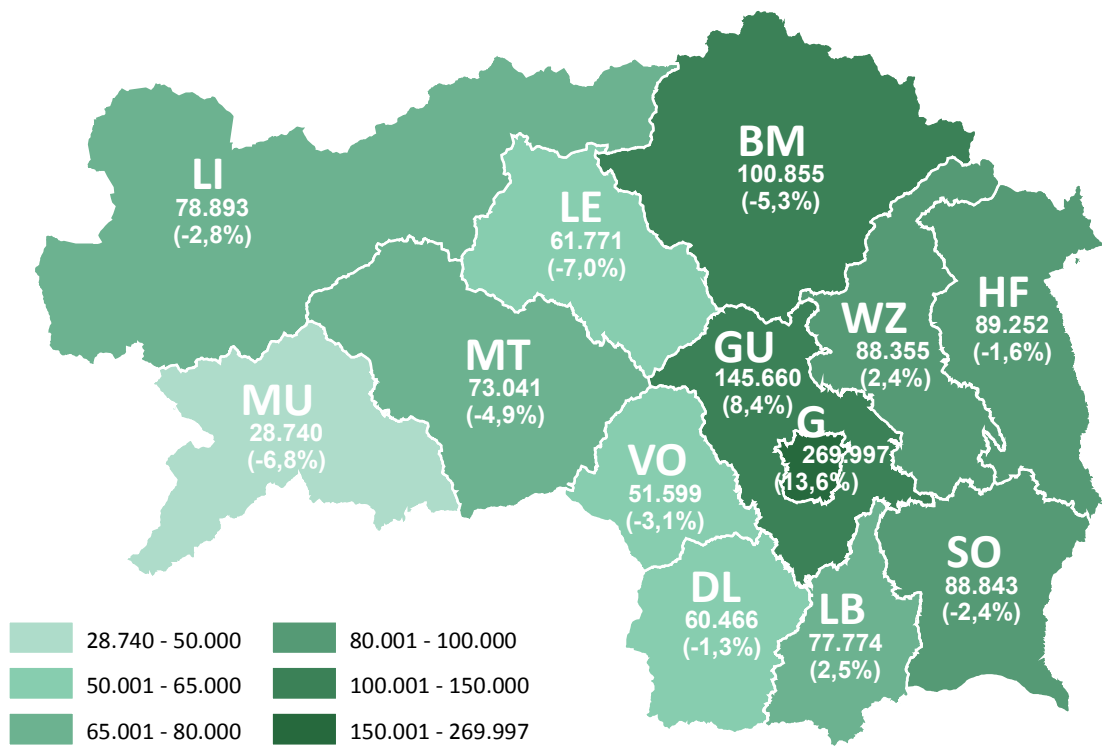 BM
100.855
(-5,3%)
LI
78.893
(-2,8%)
LE
61.771
(-7,0%)
HF
89.252
(-1,6%)
WZ
88.355
(2,4%)
GU
145.660
(8,4%)
MT
73.041
(-4,9%)
MU
28.740
(-6,8%)
G
269.997
(13,6%)
VO
51.599
(-3,1%)
SO
88.843
(-2,4%)
DL
60.466
(-1,3%)
LB
77.774
(2,5%)
28.740 - 50.000
50.001 - 65.000
65.001 - 80.000
80.001 - 100.000
100.001 - 150.000
150.001 - 269.997